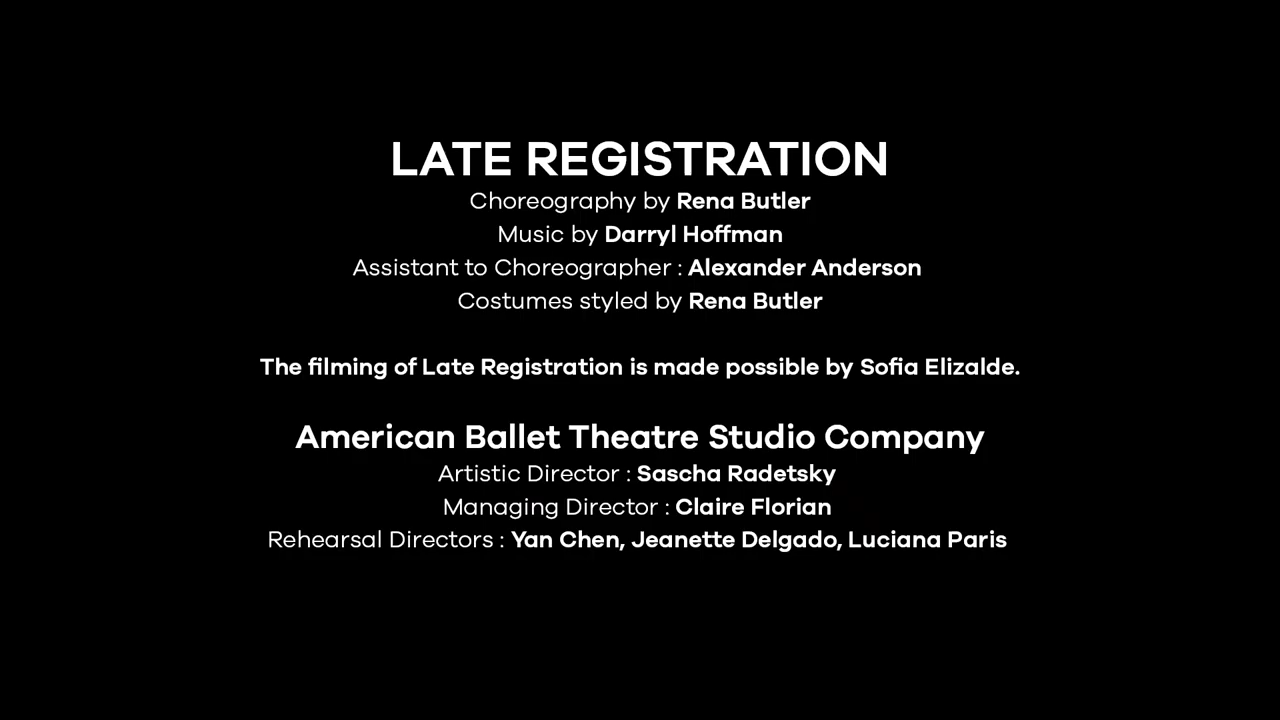 LATE REGISTRATION
Choreography by Rena Butler
Music by Darryl Hoffman
Assistant to Choreographer : Alexander Anderson
Costumes styled by Rena Butler
The filming of Late Registration is made possible by Sofia Elizalde.
American Ballet Theatre Studio Company
Artistic Director : Sascha Radetsky
Managing Director : Claire Florian
Rehearsal Directors : Yan Chen, Jeanette Delgado, Luciana Paris